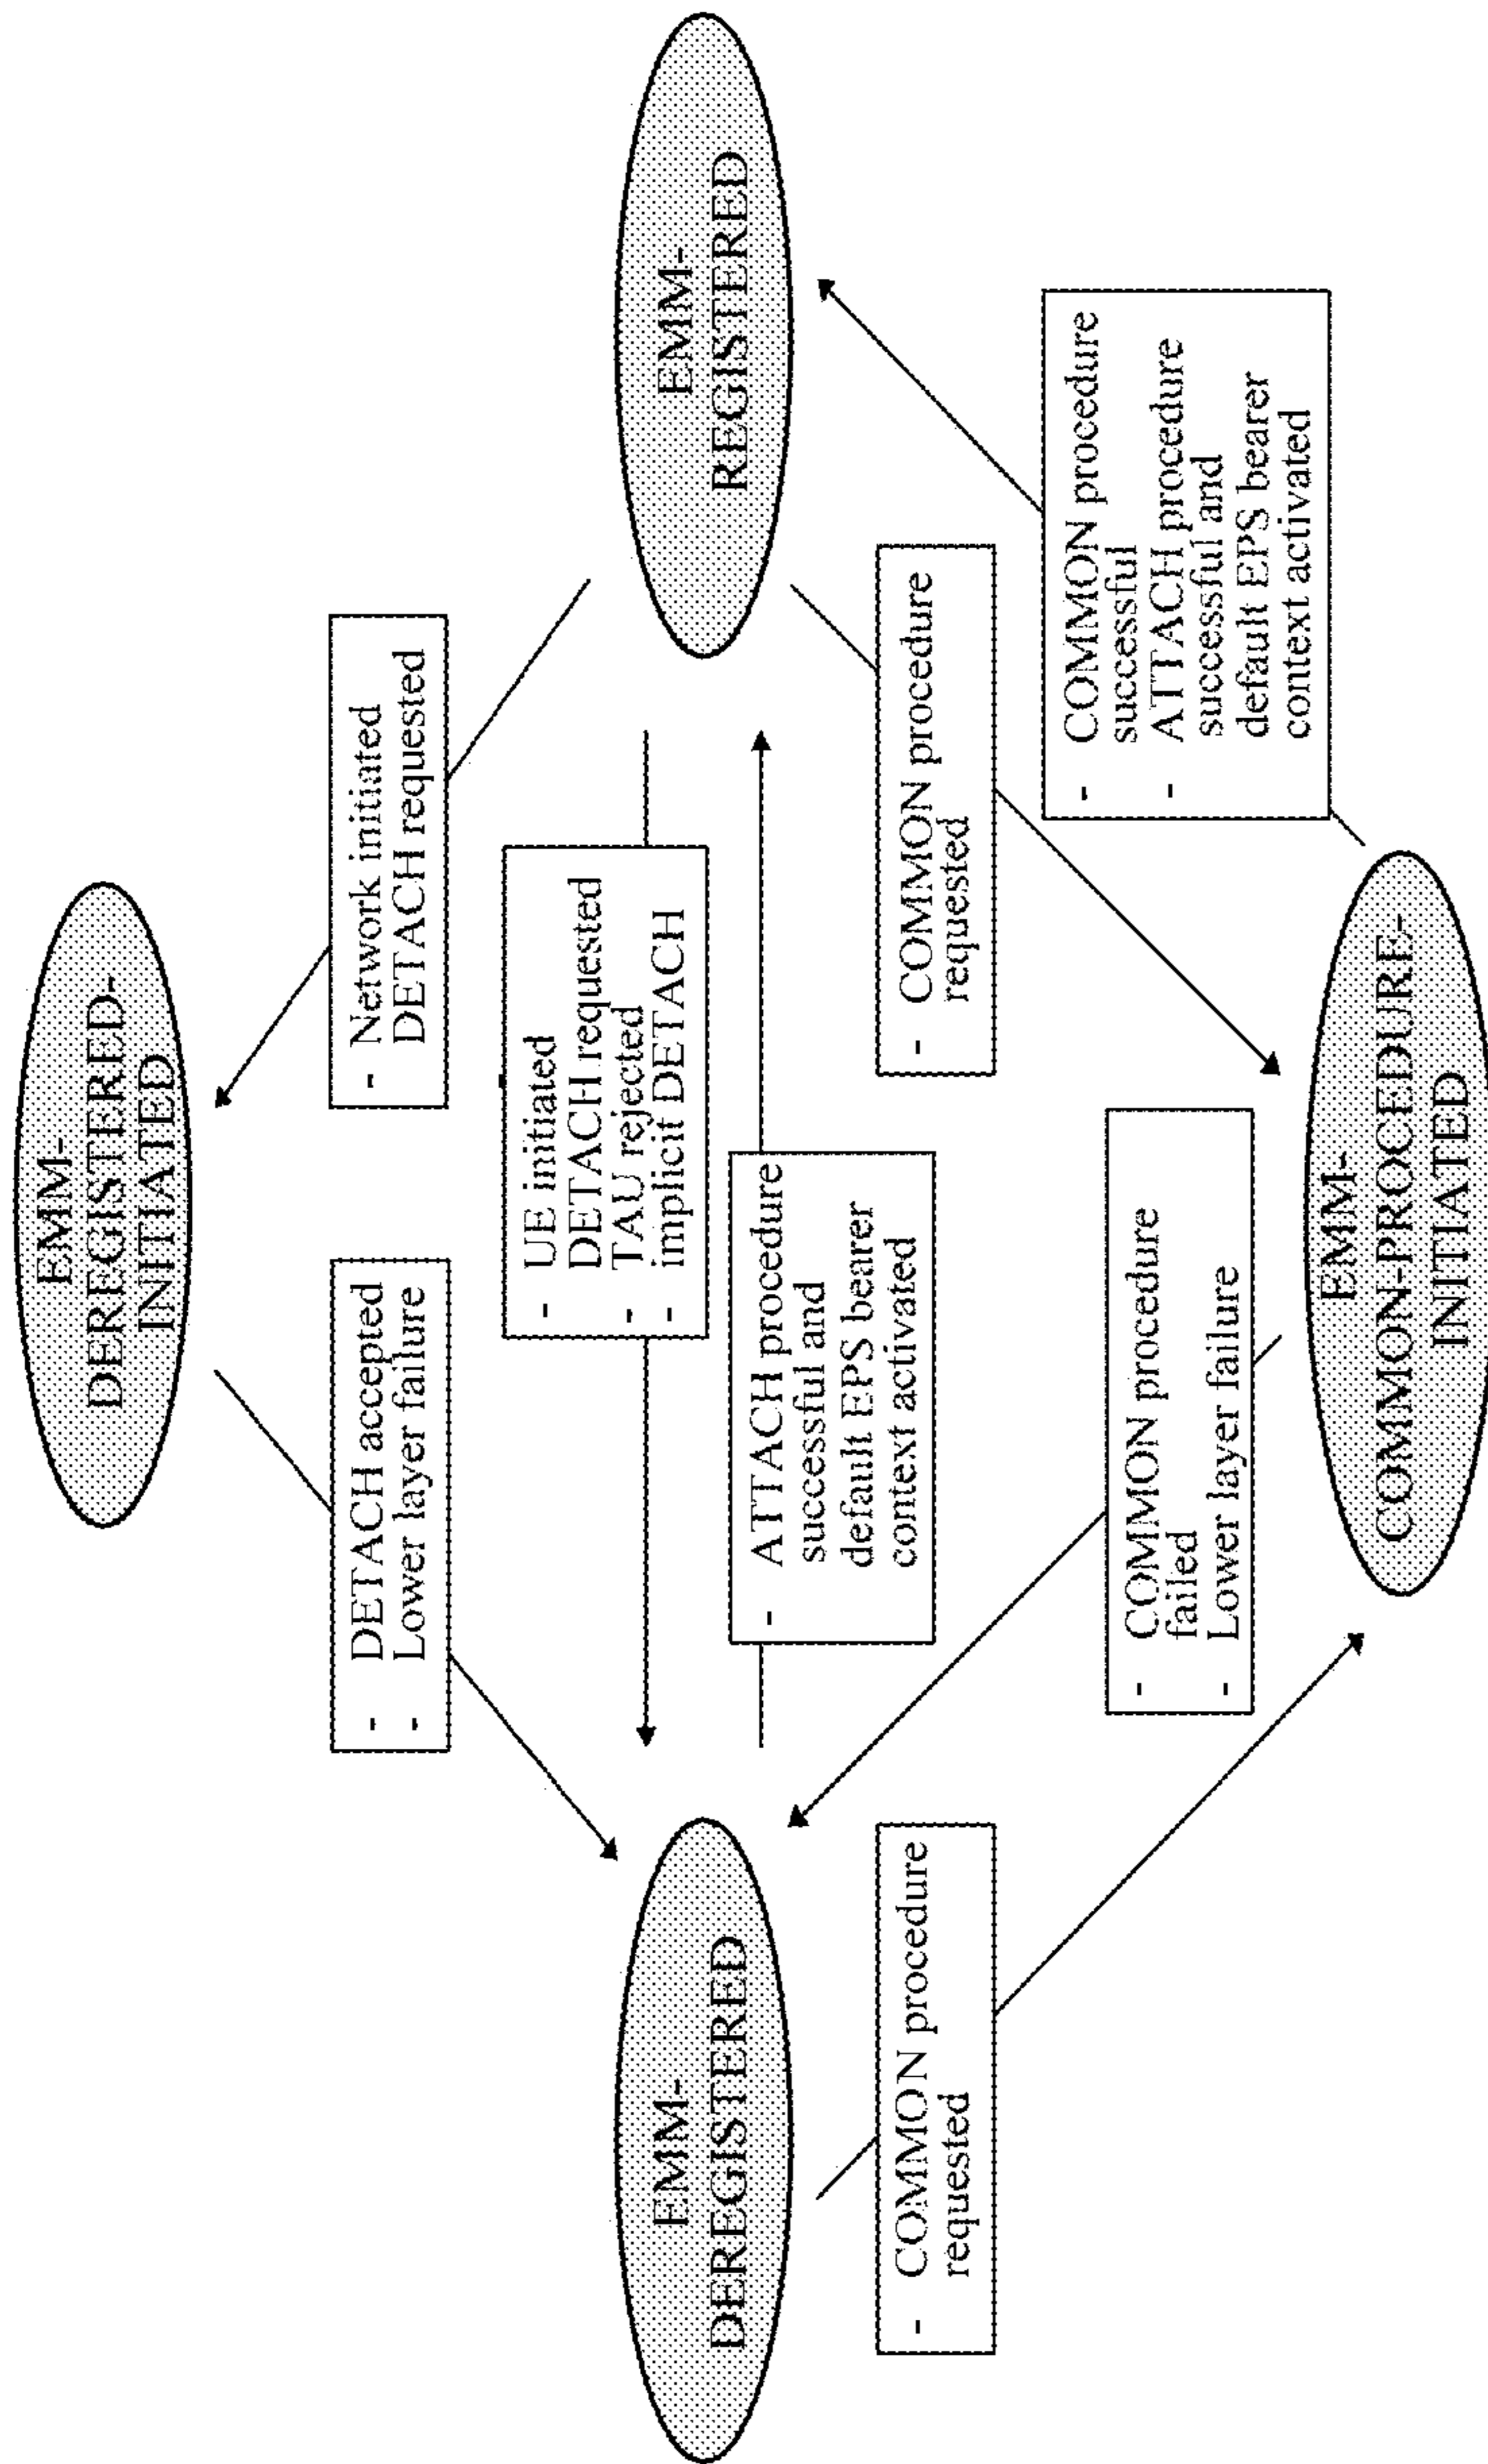 EMM-
DEREGISTERED-
INITIATED
- DETACH accepted
- Lower layer failure
- Network initiated
DETACH requested
- UE initiated
DETACH requested
- TAU rejected
- implicit DETACH
EMM-
DEREGISTERED
EMM-
REGISTERED
- ATTACH procedure
successful and
default EPS bearer
context activated
- COMMON procedure
requested
- COMMON procedure
requested
- COMMON procedure
failed
- Lower layer failure
- COMMON procedure
successful
- ATTACH procedure
successful and
default EPS bearer
context activated
EMM-
COMMON-PROCEDURE-
INITIATED